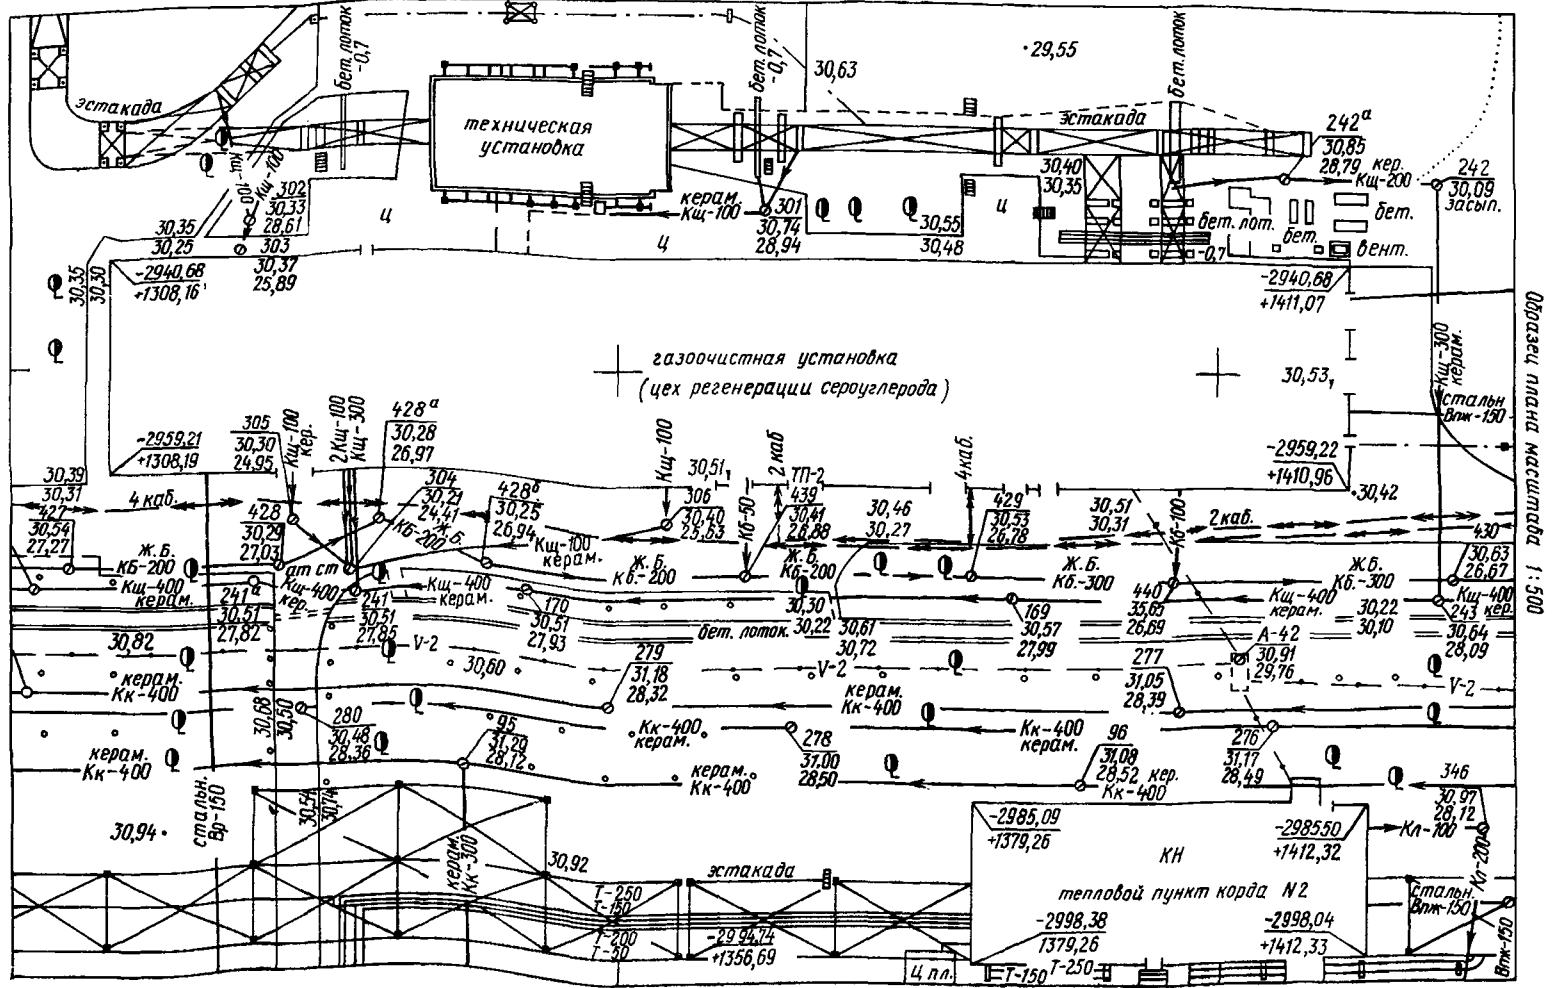 бет. лоток
-0,7
бет. лоток
-0,7
30,63
29,55
бет. лоток
эстакада
техническая
установка
эстакада
242ª
30,85
28,79
кер.
Кщ-200
242
30,09
засып.
30,40
30,35
Кщ-100
302
30,33
28,61
Ц
керам.
Кщ-100
301
30,74
28,94
Ц
30,55
30,48
Ц
бет. лот.
-0,7
бет.
бет.
вент.
30,35
30,25
303
30,37
25,89
30,35
30,30
-2940,68
+1308,16
-2940,68
+1411,07
газоочистная установка
(цех регенерации сероуглерода)
30,53
Кщ-300
керам.
стальн
Впж-150
Образец плана масштаба 1:500
305
30,30
24,95
Кщ-100
кер.
2Кщ-100
Кщ-300
428ª
30,28
26,97
-2959,21
+1308,19
304
30,21
24,41
Кщ-100
30,51
2 каб
ТП-2
439
30,41
28,88
4каб.
-2959,22
+1410,96
30,42
30,39
30,31
427
30,54
27,27
4 каб.
428
30,29
27,03
Кб-200
Ж.Б.
428б
30,25
26,94
306
30,40
25,63
Кб-50
30,46
30,27
429
30,53
26,78
30,51
30,31
Кб-100
2каб.
430
30,63
26,67
Ж.Б.
Кб-200
ат ст
Кщ-100
керам.
Ж.Б.
Кб-200
Ж.Б.
Кб-200
Ж.Б.
Кб-300
Ж.Б.
Кб-300
Кщ-400
керам.
241ª
30,51
27,82
Кщ-400
кер.
241
30,51
27,85
Кщ-400
керам.
170
30,51
27,93
30,30
30,22
бет. лоток.
30,61
30,72
169
30,57
27,99
440
35,65
26,69
Кщ-400
керам.
30,22
30,10
Кщ-400
кер.
243
30,64
28,09
30,82
V-2
30,60
279
31,18
28,32
V-2
277
31,05
28,39
А-42
30,91
29,76
V-2
керам.
Кк-400
30,68
30,50
280
30,48
28,36
95
31,29
28,12
керам.
Кк-400
Кк-400
керам.
278
31,00
28,50
Кк-400
керам.
96
31,08
28,52
кер.
Кк-400
276
31,17
28,49
346
30,97
28,12
керам.
Кк-400
керам.
Кк-400
стальн.
Вр-150
30,54
30,74
30,94
керам.
Кк-300
30,92
эстакада
-2985,09
+1379,26
КН
-298550
+1412,32
Кл-100
Кл-200
тепловой пункт корда N2
стальн.
Впж-150
Т-250
Т-150
Т-200
Т-50
-2994,74
+1356,69
-2998,38
1379,26
-2998,04
+1412,33
Ц пл.
Т-150
Т-250
Впж-150